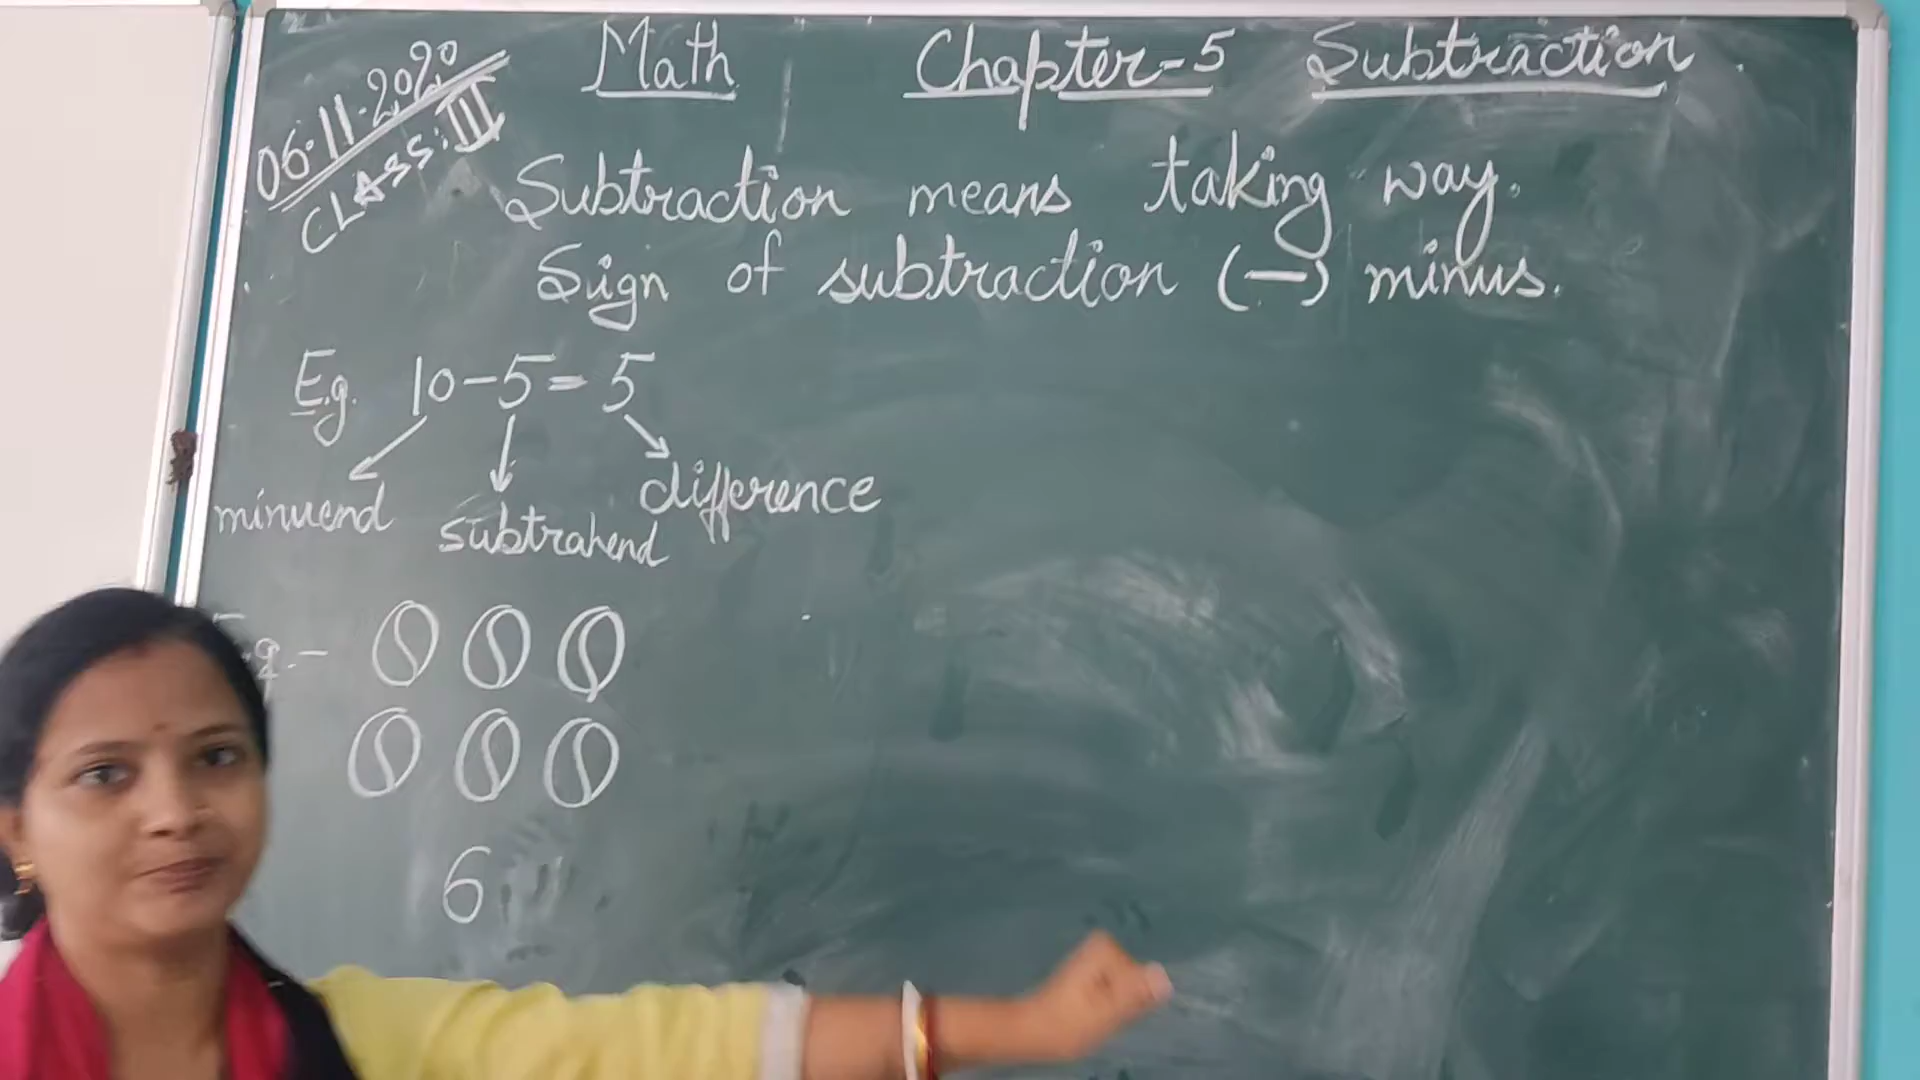 06.11.2020
CLASS:III
Math Chapter-5 Subtraction
Subtraction means taking way.
Sign of subtraction (—) minus.
E.g. 10-5=5
minuend subtrahend difference
6